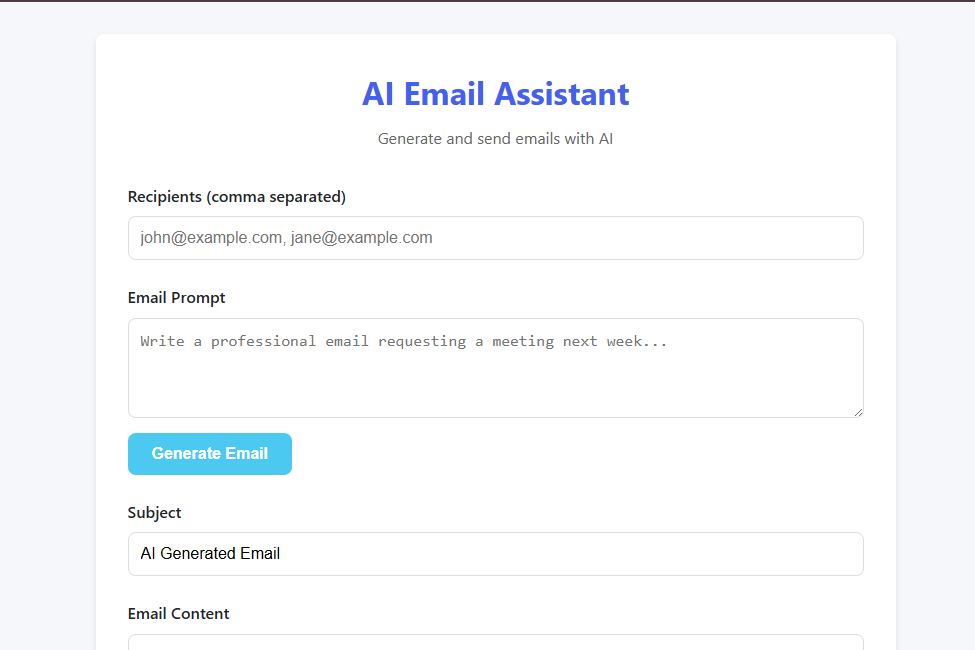 AI Email Assistant
Generate and send emails with AI
Recipients (comma separated)
john@example.com, jane@example.com
Email Prompt
Write a professional email requesting a meeting next week...
Generate Email
Subject
AI Generated Email
Email Content